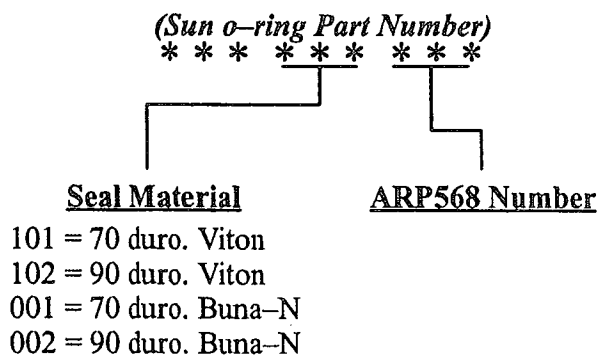 (Sun o–ring Part Number)
* * * * * * * * *
Seal Material
ARP568 Number
101 = 70 duro. Viton
102 = 90 duro. Viton
001 = 70 duro. Buna–N
002 = 90 duro. Buna–N